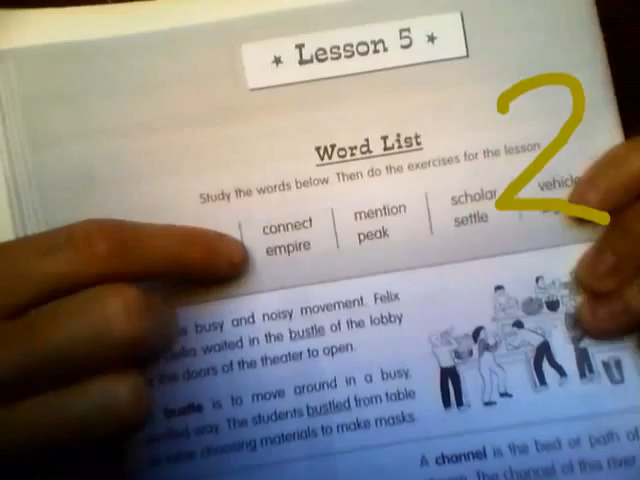 ★ Lesson 5 ★
2
Word List
Study the words below. Then do the exercises for the lesson
connect mention scholar vehicle
empire peak settle
busy and noisy movement. Felix
waited in the bustle of the lobby
the doors of the theater to open.
bustle is to move around in a busy,
way. The students bustled from table
choosing materials to make masks
A channel is the bed or path of
The channel of this river